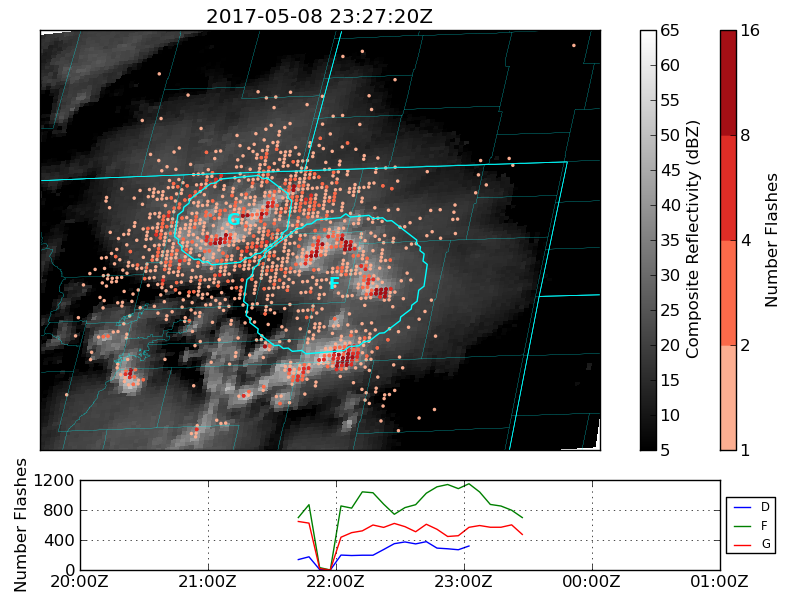 2017-05-08 23:27:20Z
G
F
65
60
55
50
45
40
35
30
25
20
15
10
5
Composite Reflectivity (dBZ)
16
8
4
2
1
Number Flashes
1200
800
400
0
Number Flashes
20:00Z 21:00Z 22:00Z 23:00Z 00:00Z 01:00Z
D
F
G